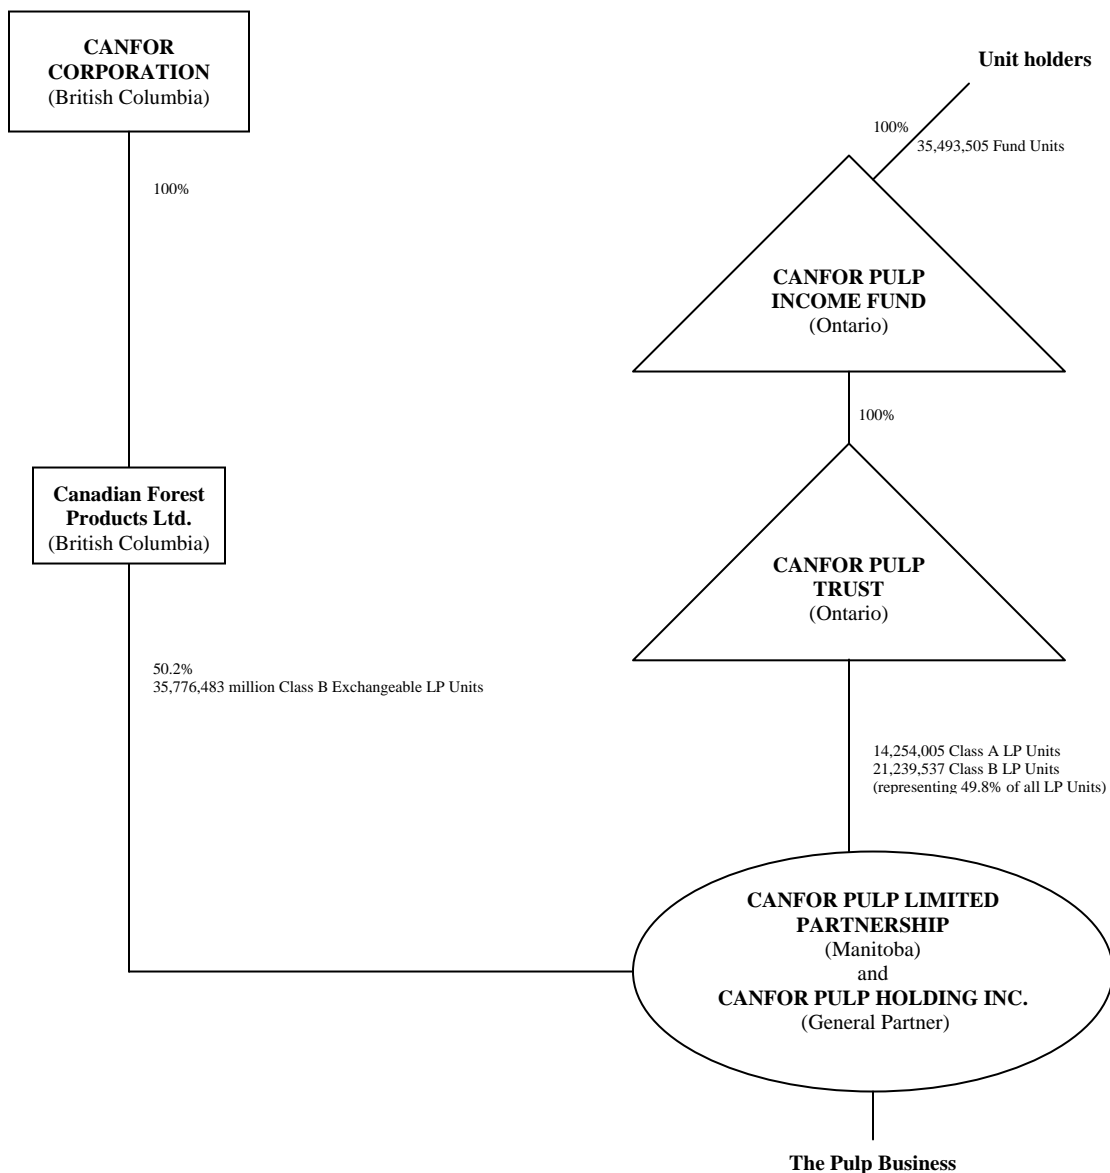 CANFOR
CORPORATION
(British Columbia)
Unit holders
100%
35,493,505 Fund Units
100%
CANFOR PULP
INCOME FUND
(Ontario)
100%
Canadian Forest
Products Ltd.
(British Columbia)
CANFOR PULP
TRUST
(Ontario)
50.2%
35,776,483 million Class B Exchangeable LP Units
14,254,005 Class A LP Units
21,239,537 Class B LP Units
(representing 49.8% of all LP Units)
CANFOR PULP LIMITED
PARTNERSHIP
(Manitoba)
and
CANFOR PULP HOLDING INC.
(General Partner)
The Pulp Business